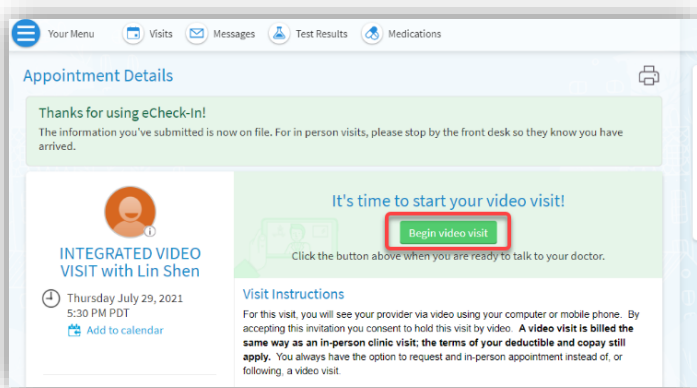 Your Menu Visits Messages Test Results Medications
Appointment Details
Thanks for using eCheck-In!
The information you've submitted is now on file. For in person visits, please stop by the front desk so they know you have
arrived.
It's time to start your video visit!
Begin video visit
Click the button above when you are ready to talk to your doctor.
INTEGRATED VIDEO
VISIT with Lin Shen
Thursday July 29, 2021
5:30 PM PDT
Add to calendar
Visit Instructions
For this visit, you will see your provider via video using your computer or mobile phone. By
accepting this invitation you consent to hold this visit by video. A video visit is billed the
same way as an in-person clinic visit; the terms of your deductible and copay still
apply. You always have the option to request and in-person appointment instead of, or
following, a video visit.